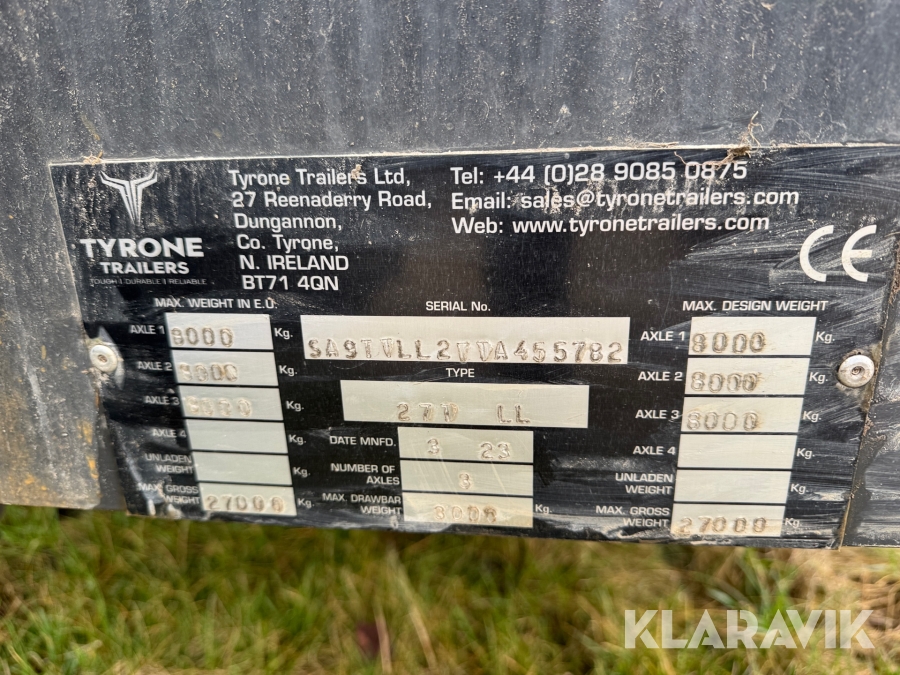 TYRONE
TRAILERS
TOUGH | DURABLE | RELIABLE
Tyrone Trailers Ltd,
27 Reenaderry Road,
Dungannon,
Co. Tyrone,
N. IRELAND
BT71 4QN
Tel: +44 (0)28 9085 0875
Email: sales@tyronetrailers.com
Web: www.tyronetrailers.com
CE
MAX. WEIGHT IN E.U.
AXLE 1 8000 Kg.
AXLE 2 8000 Kg.
AXLE 3 Kg.
AXLE 4 Kg.
UNLADEN
WEIGHT Kg.
MAX. GROSS
WEIGHT 27000 Kg.
SERIAL No.
TYPE
LL
DATE MNFD. 3 23
NUMBER OF
AXLES 3
MAX. DRAWBAR
WEIGHT 3000 Kg.
MAX. DESIGN WEIGHT
AXLE 1 8000 Kg.
AXLE 2 8000 Kg.
AXLE 3 8000 Kg.
AXLE 4 Kg.
UNLADEN
WEIGHT Kg.
MAX. GROSS
WEIGHT 27000 Kg.
KLARAVIK